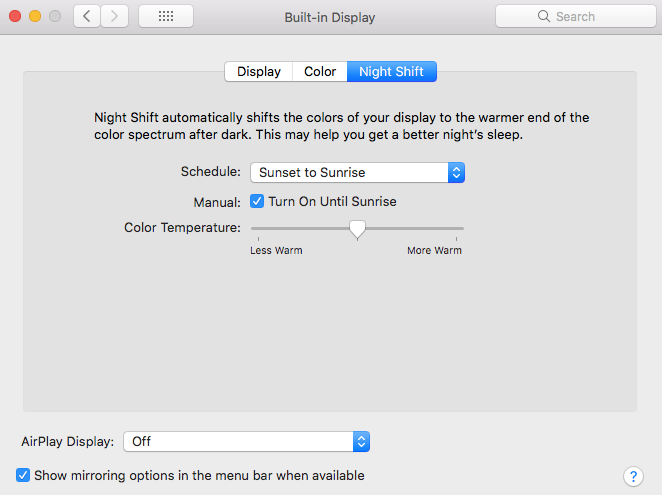 Built-in Display
Search
Display Color Night Shift
Night Shift automatically shifts the colors of your display to the warmer end of the
color spectrum after dark. This may help you get a better night's sleep.
Schedule: Sunset to Sunrise
Manual: Turn On Until Sunrise
Color Temperature:
Less Warm More Warm
AirPlay Display: Off
Show mirroring options in the menu bar when available
?